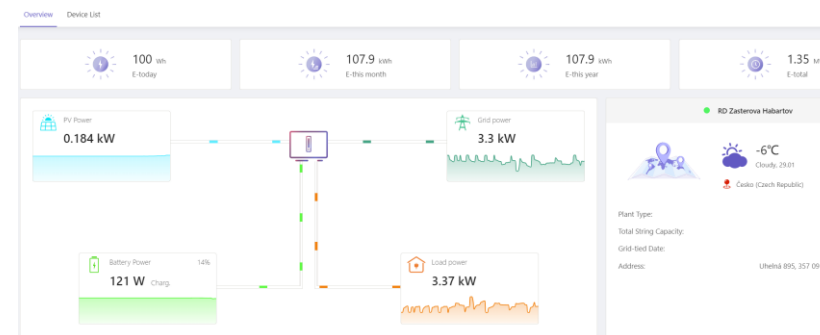 Overview Device List
100 Wh
E-today
107.9 kWh
E-this month
107.9 kWh
E-this year
1.35 M
E-total
PV Power
0.184 kW
Grid power
3.3 kW
Battery Power 14%
121 W Charg.
Load power
3.37 kW
RD Zasterova Habartov
-6℃
Cloudy, 29.01
Česko (Czech Republic)
Plant Type:
Total String Capacity:
Grid-tied Date:
Address: Uhelná 895, 357 09